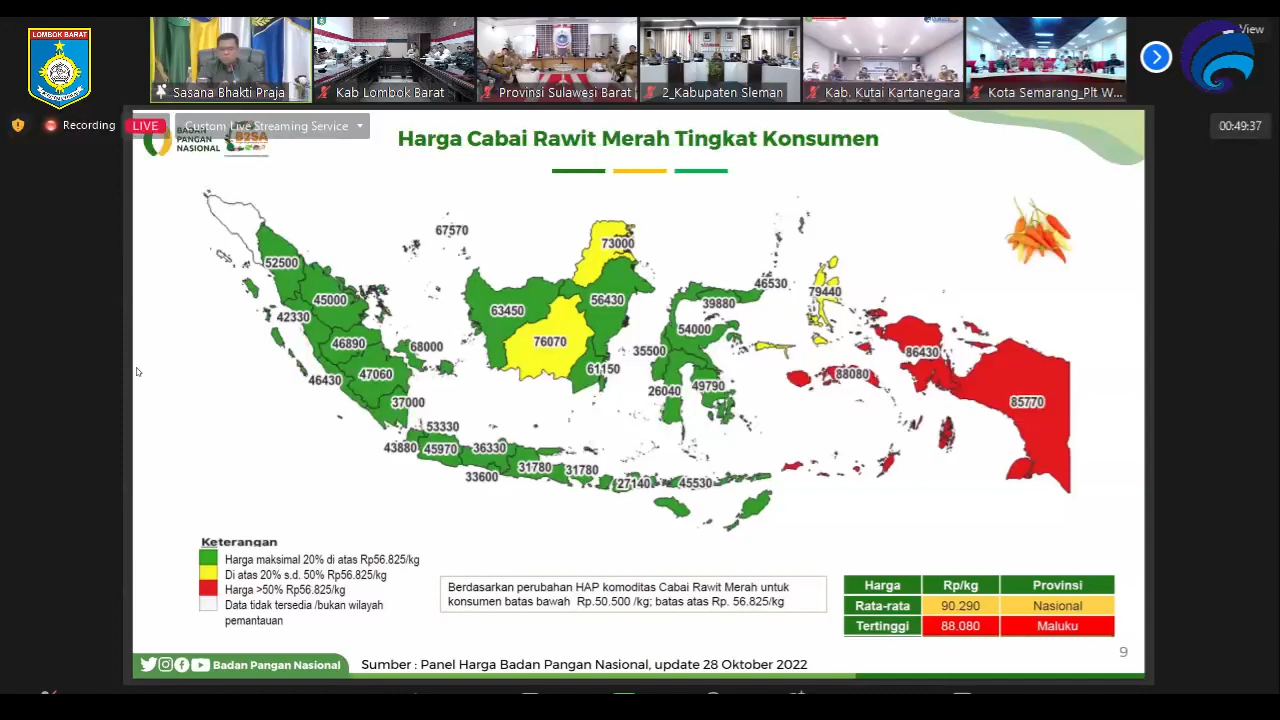 LOMBOK BARAT
Sasana Bhakti Praja
Kab Lombok Barat
Provinsi Sulawesi Barat
2_Kabupaten Sleman
Kab. Kutai Kartanegara
Kota Semarang_Plt W...
View
Recording
LIVE
Custom Live Streaming Service
00:49:37
BADAN
PANGAN
NASIONAL
B2SA
Harga Cabai Rawit Merah Tingkat Konsumen
67570
73000
52500
46530
79440
45000
63450
56430
39880
42330
54000
46890
68000
76070
35500
86430
46430
47060
61150
26040
49790
88080
37000
85770
53330
43880
45970
36330
33600
31780
31780
27140
45530
Keterangan
Harga maksimal 20% di atas Rp56.825/kg
Di atas 20% s.d. 50% Rp56.825/kg
Harga >50% Rp56.825/kg
Data tidak tersedia /bukan wilayah
pemantauan
Berdasarkan perubahan HAP komoditas Cabai Rawit Merah untuk
konsumen batas bawah Rp.50.500 /kg; batas atas Rp. 56.825/kg
Harga Rp/kg Provinsi
Rata-rata 90.290 Nasional
Tertinggi 88.080 Maluku
9
Badan Pangan Nasional
Sumber : Panel Harga Badan Pangan Nasional, update 28 Oktober 2022